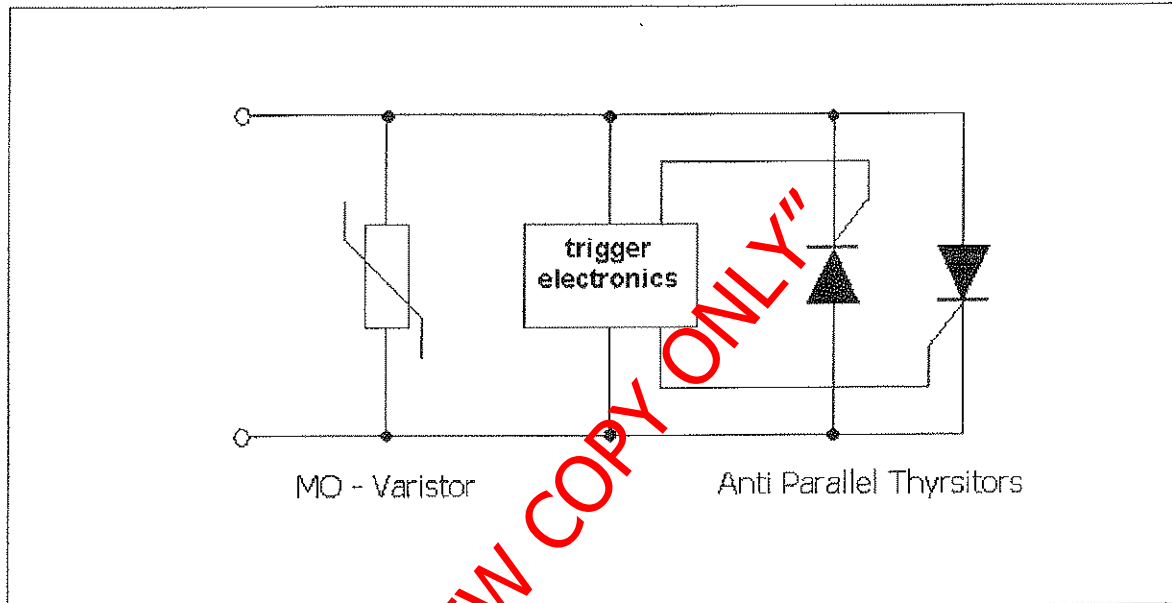 trigger
electronics
MO - Varistor
Anti Parallel Thyrsitors
W COPY ONLY"